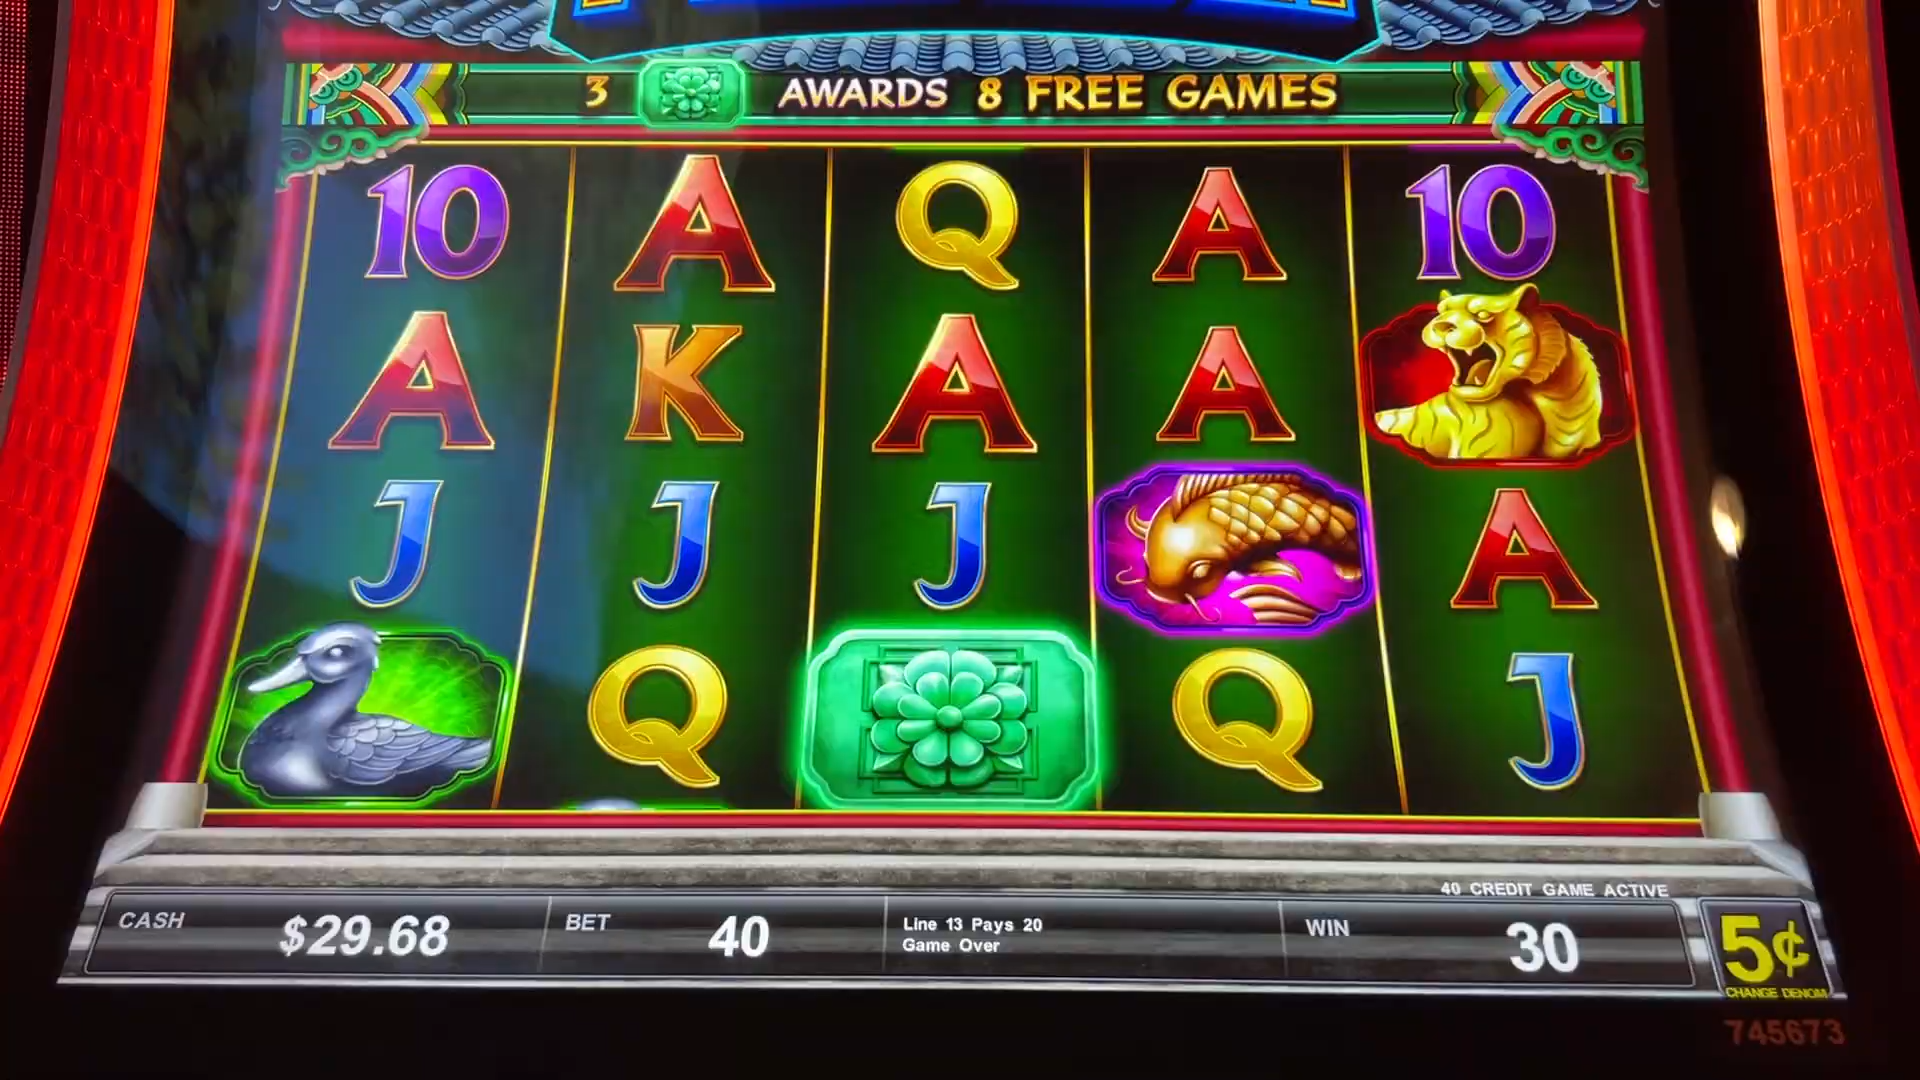 3 AWARDS 8 FREE GAMES
10 A Q A 10
A K A A
J J J A
Q Q J
40 CREDIT GAME ACTIVE
CASH $29.68 BET 40 Line 13 Pays 20 WIN 30 5¢
Game Over
CHANGE DENOM
745673